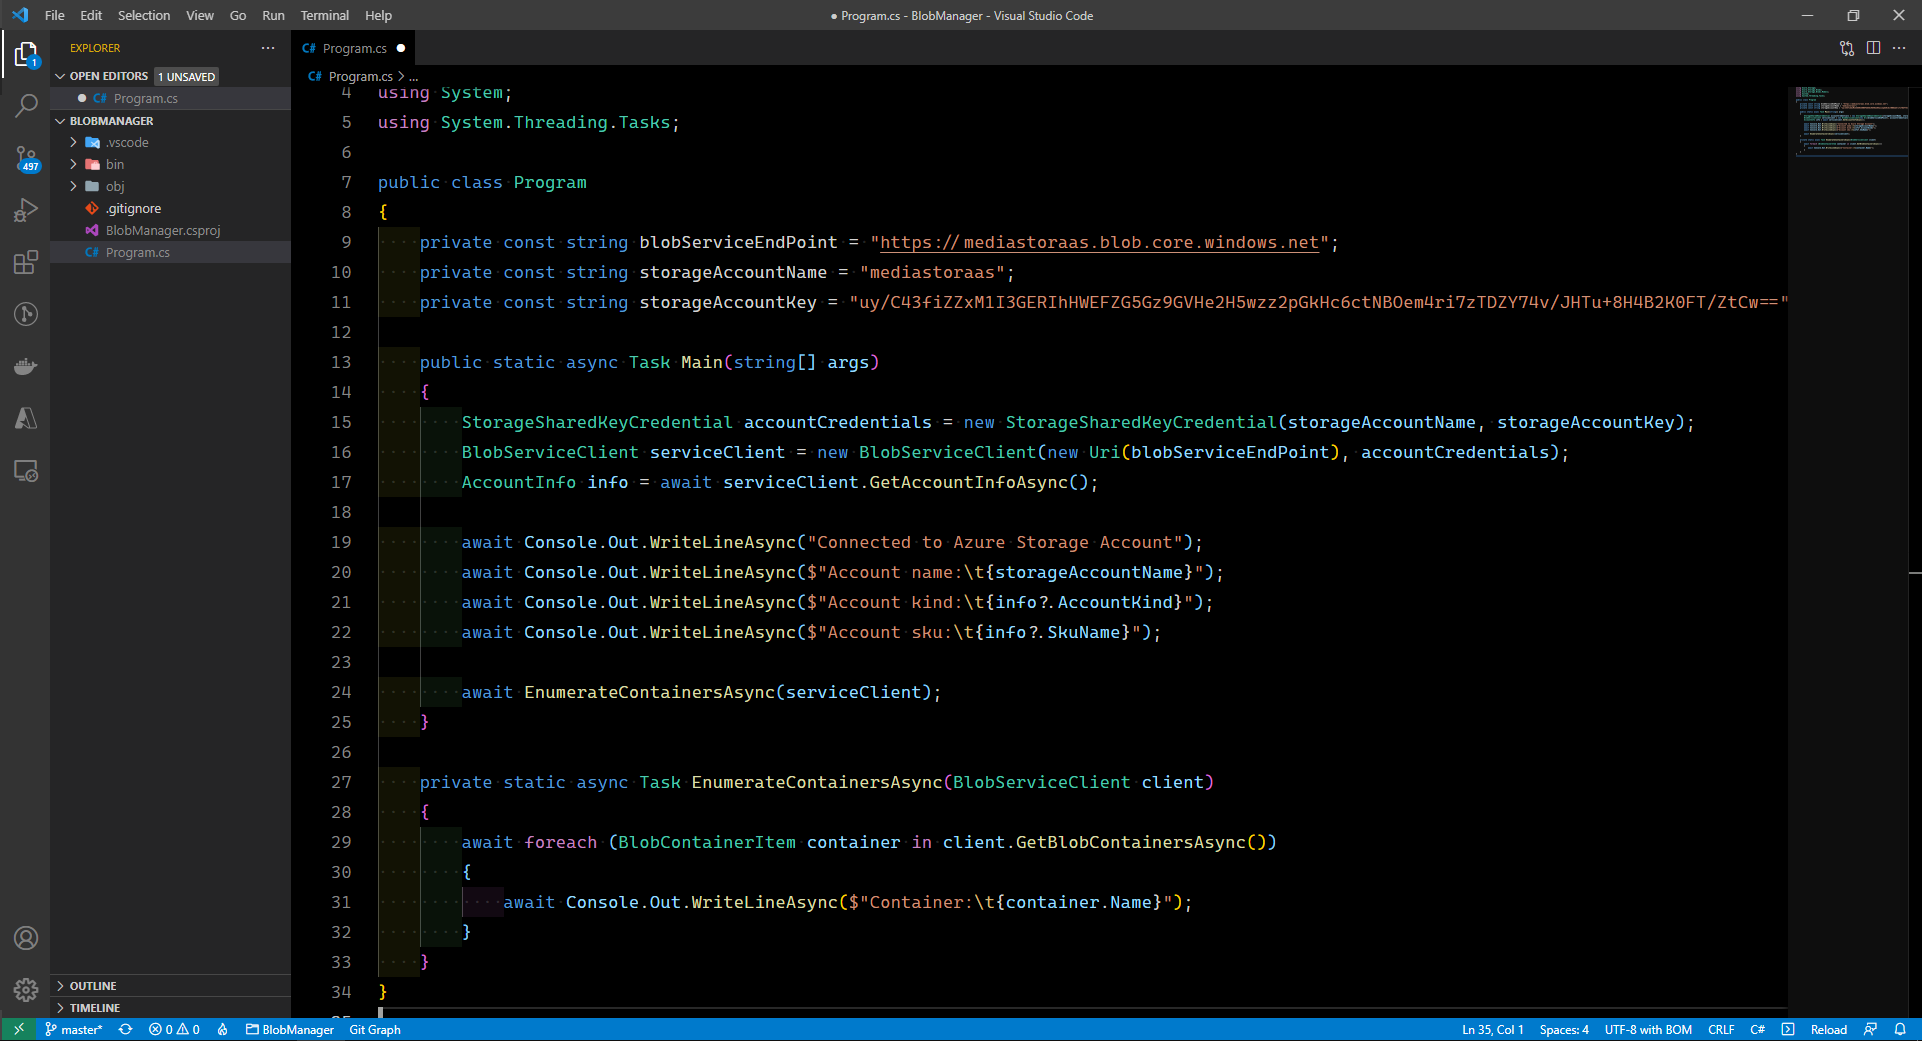 File Edit Selection View Go Run Terminal Help
● Program.cs - BlobManager - Visual Studio Code
EXPLORER
OPEN EDITORS 1 UNSAVED
C# Program.cs
BLOBMANAGER
.vscode
bin
obj
.gitignore
BlobManager.csproj
C# Program.cs
OUTLINE
TIMELINE
1
497
C# Program.cs
C# Program.cs > ...
4 using System;
5 using System.Threading.Tasks;
6
7 public class Program
8 {
9 private const string blobServiceEndPoint = "https://mediastoraas.blob.core.windows.net";
10 private const string storageAccountName = "mediastoraas";
11 private const string storageAccountKey = "uy/C43fiZZxM1I3GERIhHWEFZG5Gz9GVHe2H5wzz2pGkHc6ctNBOem4ri7zTDZY74v/JHTu+8H4B2K0FT/ZtCw=="
12
13 public static async Task Main(string[] args)
14 {
15 StorageSharedKeyCredential accountCredentials = new StorageSharedKeyCredential(storageAccountName, storageAccountKey);
16 BlobServiceClient serviceClient = new BlobServiceClient(new Uri(blobServiceEndPoint), accountCredentials);
17 AccountInfo info = await serviceClient.GetAccountInfoAsync();
18
19 await Console.Out.WriteLineAsync("Connected to Azure Storage Account");
20 await Console.Out.WriteLineAsync($"Account name:\t{storageAccountName}");
21 await Console.Out.WriteLineAsync($"Account kind:\t{info?.AccountKind}");
22 await Console.Out.WriteLineAsync($"Account sku:\t{info?.SkuName}");
23
24 await EnumerateContainersAsync(serviceClient);
25 }
26
27 private static async Task EnumerateContainersAsync(BlobServiceClient client)
28 {
29 await foreach (BlobContainerItem container in client.GetBlobContainersAsync())
30 {
31 await Console.Out.WriteLineAsync($"Container:\t{container.Name}");
32 }
33 }
34 }
35
master* 0 0 BlobManager Git Graph
Ln 35, Col 1 Spaces: 4 UTF-8 with BOM CRLF C# Reload